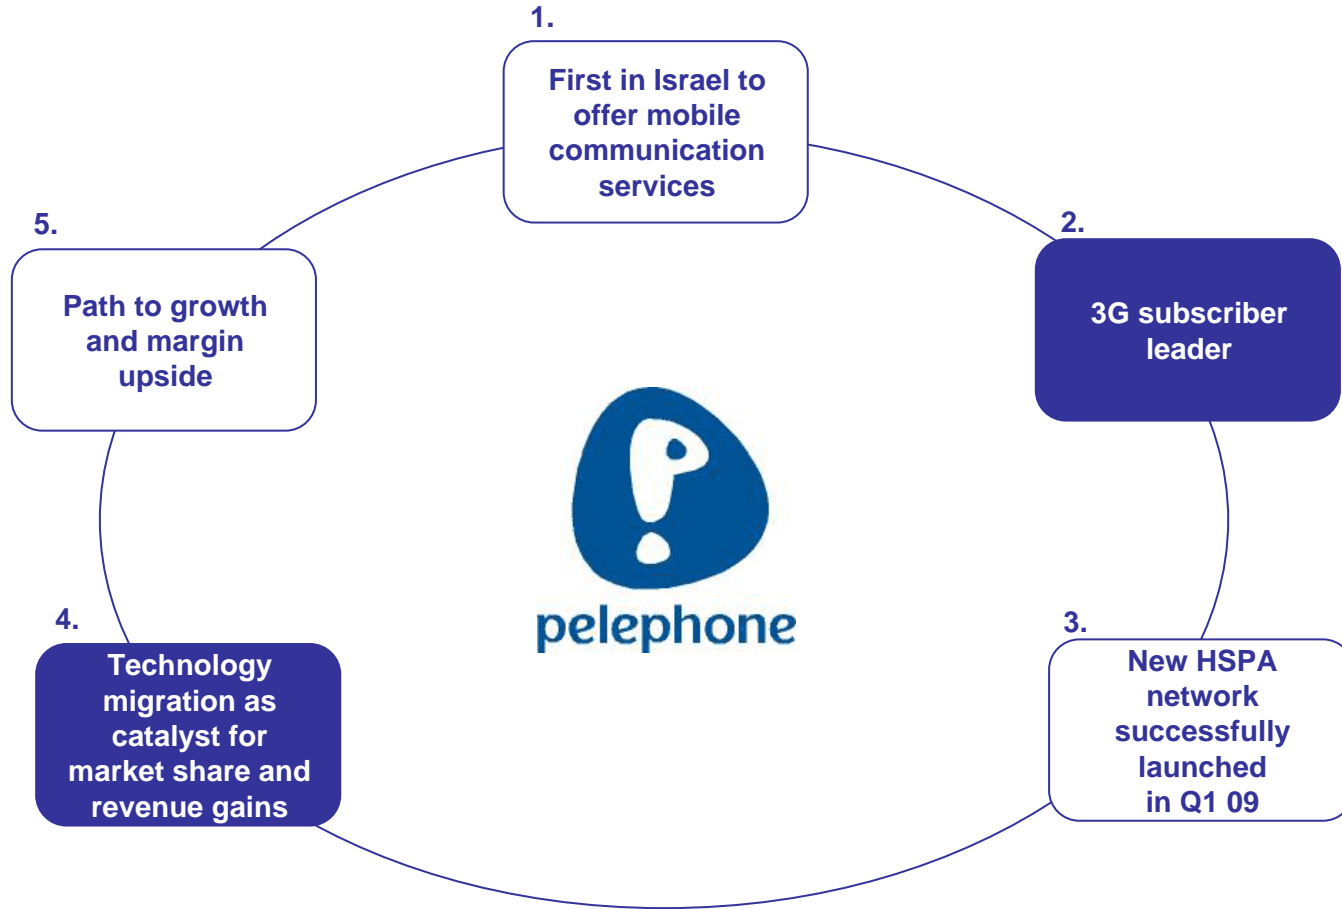 1.
First in Israel to
offer mobile
communication
services
2.
3G subscriber
leader
3.
New HSPA
network
successfully
launched
in Q1 09
4.
Technology
migration as
catalyst for
market share and
revenue gains
5.
Path to growth
and margin
upside
pelephone